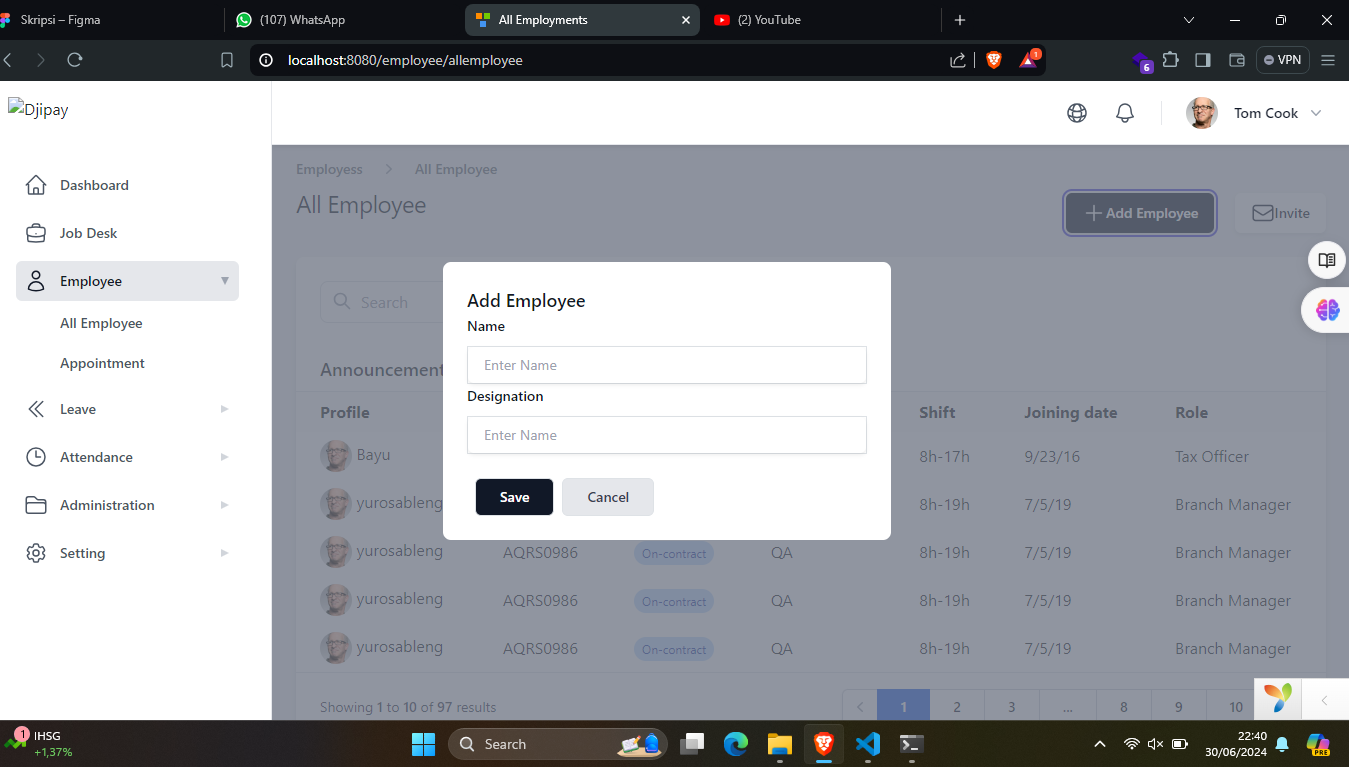 Skripsi – Figma
(107) WhatsApp
All Employments
(2) YouTube
localhost:8080/employee/allemployee
1
6
VPN
Djipay
Tom Cook
Dashboard
Job Desk
Employee
All Employee
Appointment
Leave
Attendance
Administration
Setting
Employess
All Employee
All Employee
Add Employee
Invite
Search
Announcement
Profile
Shift
Joining date
Role
Bayu
8h-17h
9/23/16
Tax Officer
yurosableng
8h-19h
7/5/19
Branch Manager
yurosableng
AQRS0986
On-contract
QA
8h-19h
7/5/19
Branch Manager
yurosableng
AQRS0986
On-contract
QA
8h-19h
7/5/19
Branch Manager
yurosableng
AQRS0986
On-contract
QA
8h-19h
7/5/19
Branch Manager
Add Employee
Name
Enter Name
Designation
Enter Name
Save
Cancel
Showing 1 to 10 of 97 results
1
2
3
...
8
9
10
1
IHSG
+1,37%
Search
22:40
30/06/2024
PRE